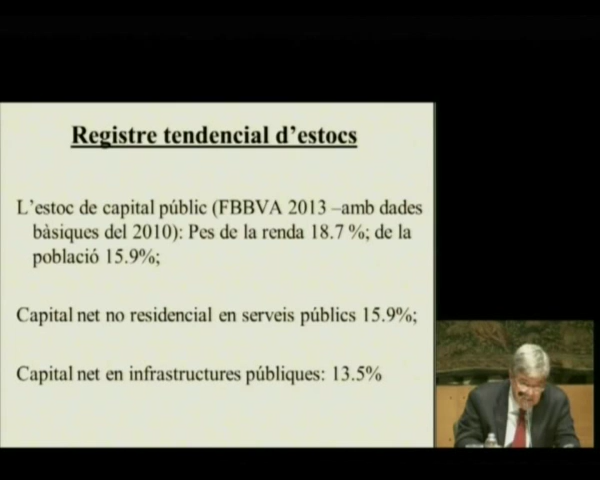 Registre tendencial d’estocs
L’estoc de capital públic (FBBVA 2013 –amb dades
bàsiques del 2010): Pes de la renda 18.7 %; de la
població 15.9%;
Capital net no residencial en serveis públics 15.9%;
Capital net en infrastructures públiques: 13.5%